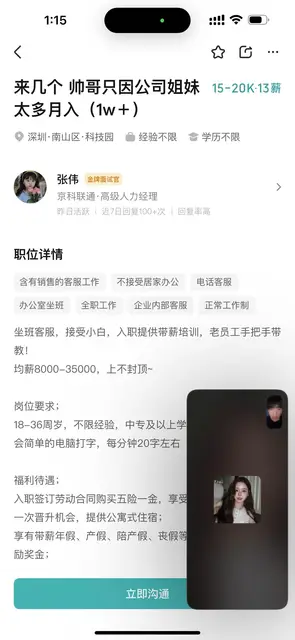 1:15
来几个 帅哥只因公司姐妹太多月入（1w＋）
15-20K·13薪
深圳·南山区·科技园 经验不限 学历不限
张伟 金牌面试官
京科联通·高级人力经理
昨日活跃 近7日回复100+次 回复率高
职位详情
含有销售的客服工作 不接受居家办公 电话客服
办公室坐班 全职工作 企业内部客服 正常工作制
坐班客服，接受小白，入职提供带薪培训，老员工手把手带
教！
均薪8000-35000，上不封顶~
岗位要求；
18-36周岁，不限经验，中专及以上学
会简单的电脑打字，每分钟20字左右
福利待遇；
入职签订劳动合同购买五险一金，享受
一次晋升机会，提供公寓式住宿；
享有带薪年假、产假、陪产假、丧假等
励奖金；
立即沟通